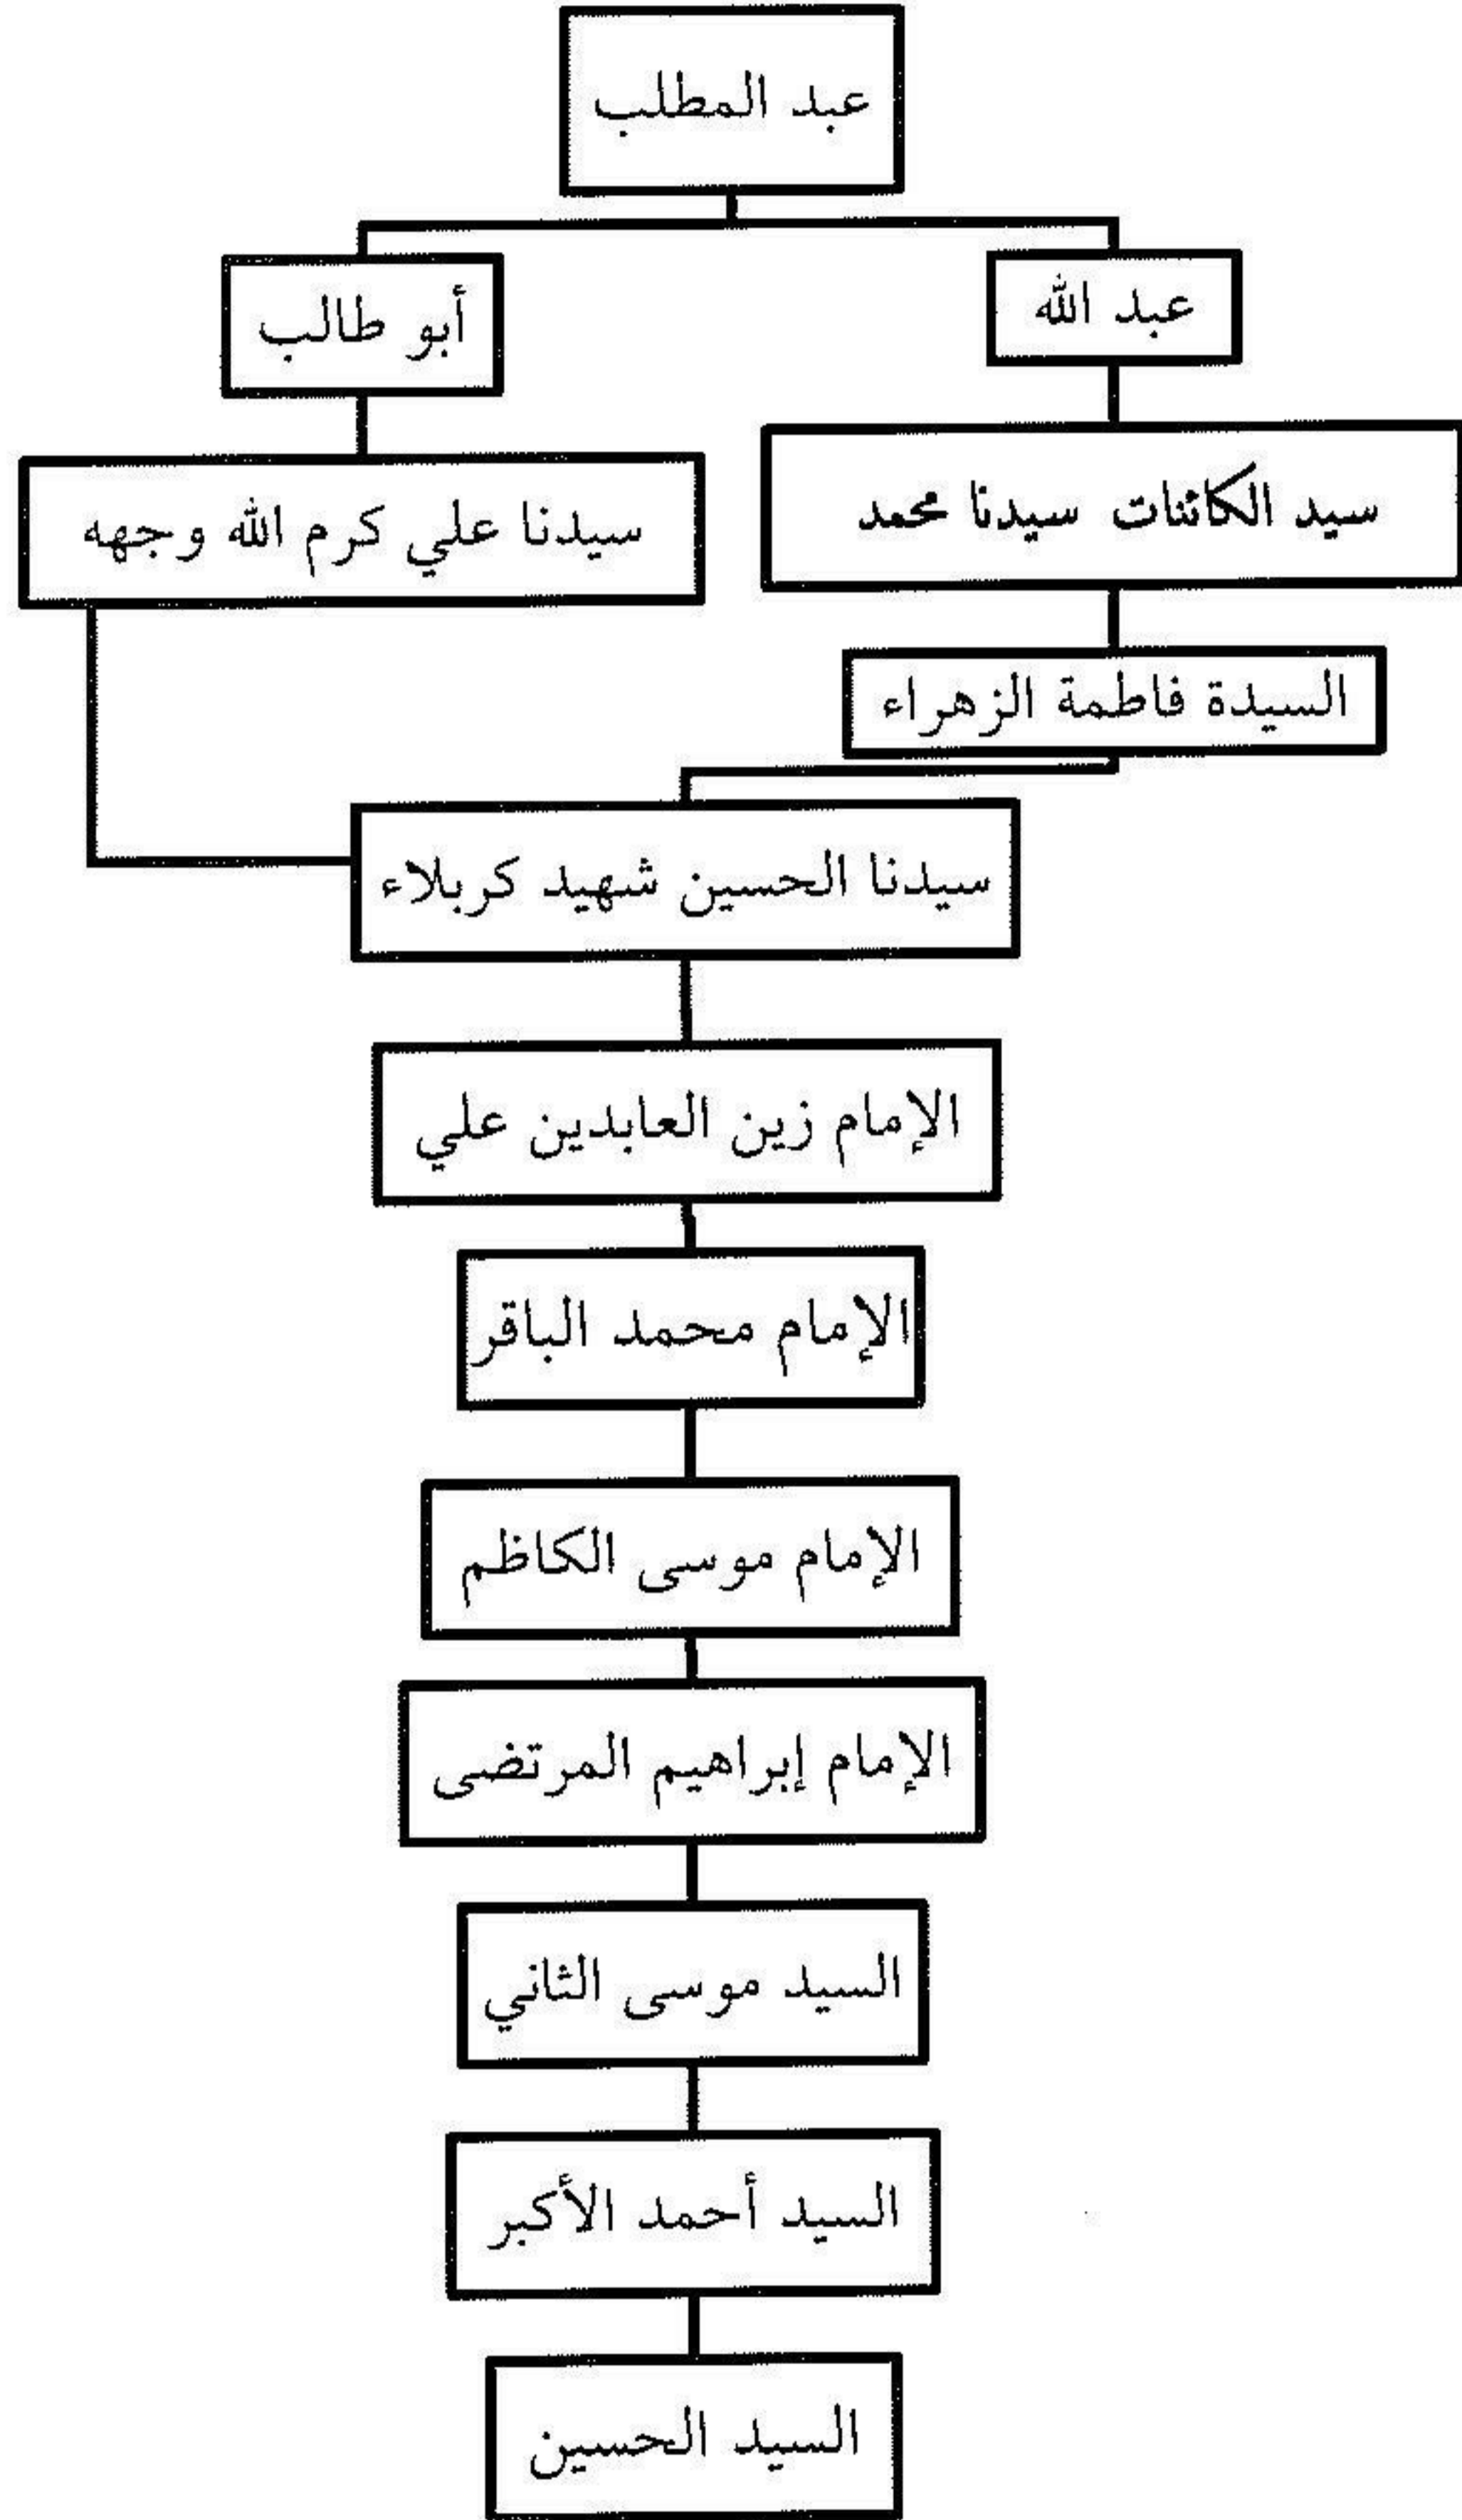 عبد المطلب
عبد الله
أبو طالب
سيد الكائنات سيدنا محمد
سيدنا علي كرم الله وجهه
السيدة فاطمة الزهراء
سيدنا الحسين شهيد كربلاء
الإمام زين العابدين علي
الإمام محمد الباقر
الإمام موسى الكاظم
الإمام إبراهيم المرتضى
السيد موسى الثاني
السيد أحمد الأكبر
السيد الحسين